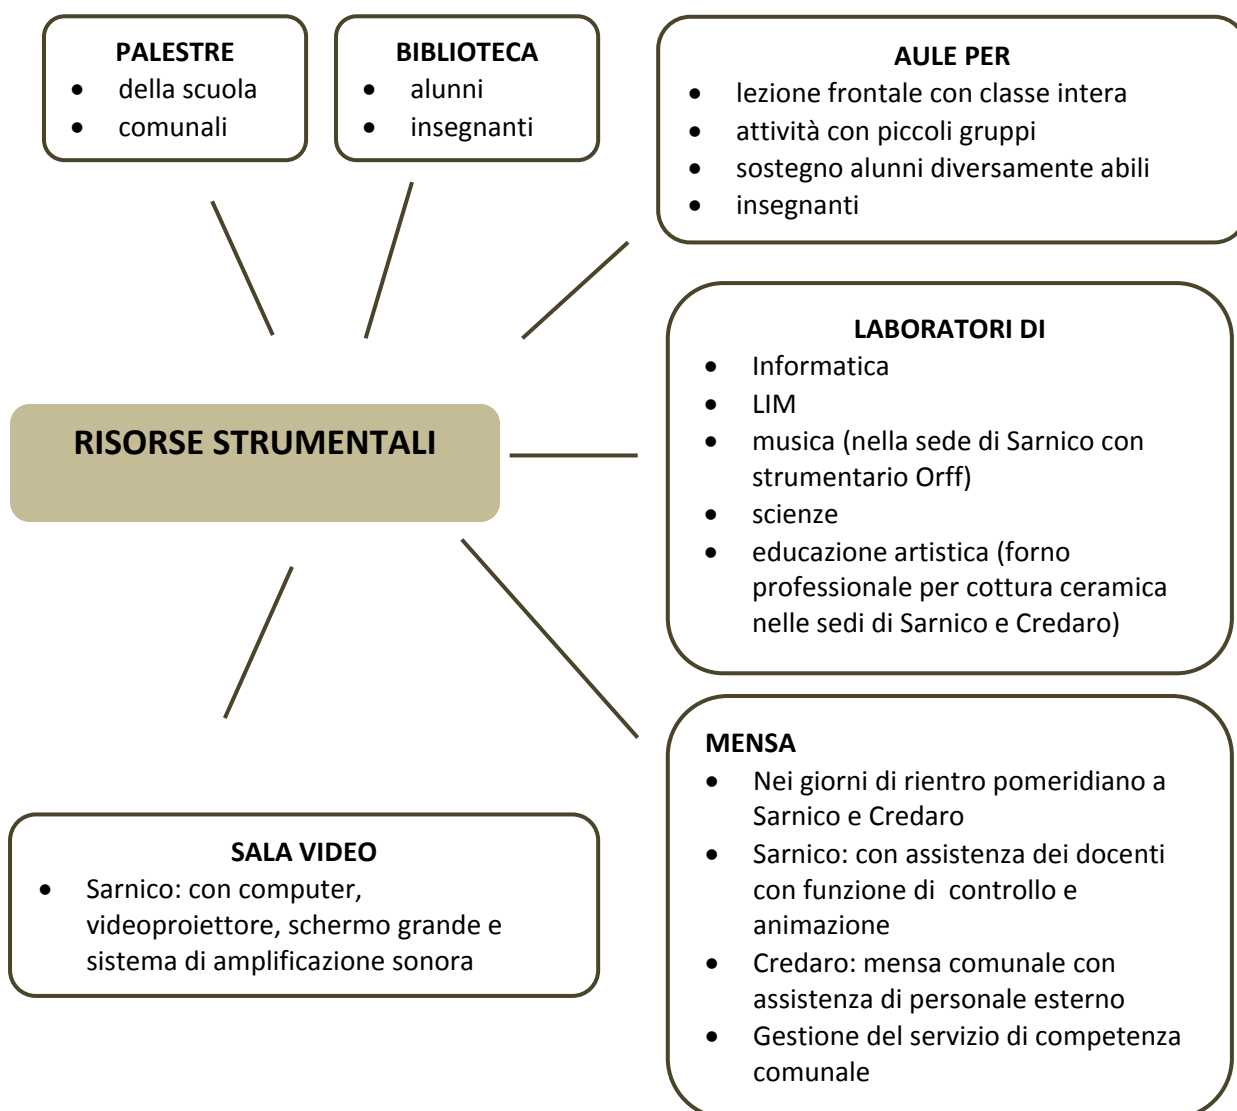 PALESTRE
• della scuola
• comunali
BIBLIOTECA
• alunni
• insegnanti
AULE PER
• lezione frontale con classe intera
• attività con piccoli gruppi
• sostegno alunni diversamente abili
• insegnanti
LABORATORI DI
• Informatica
• LIM
• musica (nella sede di Sarnico con
strumentario Orff)
• scienze
• educazione artistica (forno
professionale per cottura ceramica
nelle sedi di Sarnico e Credaro)
RISORSE STRUMENTALI
MENSA
• Nei giorni di rientro pomeridiano a
Sarnico e Credaro
• Sarnico: con assistenza dei docenti
con funzione di  controllo e
animazione
• Credaro: mensa comunale con
assistenza di personale esterno
• Gestione del servizio di competenza
comunale
SALA VIDEO
• Sarnico: con computer,
videoproiettore, schermo grande e
sistema di amplificazione sonora